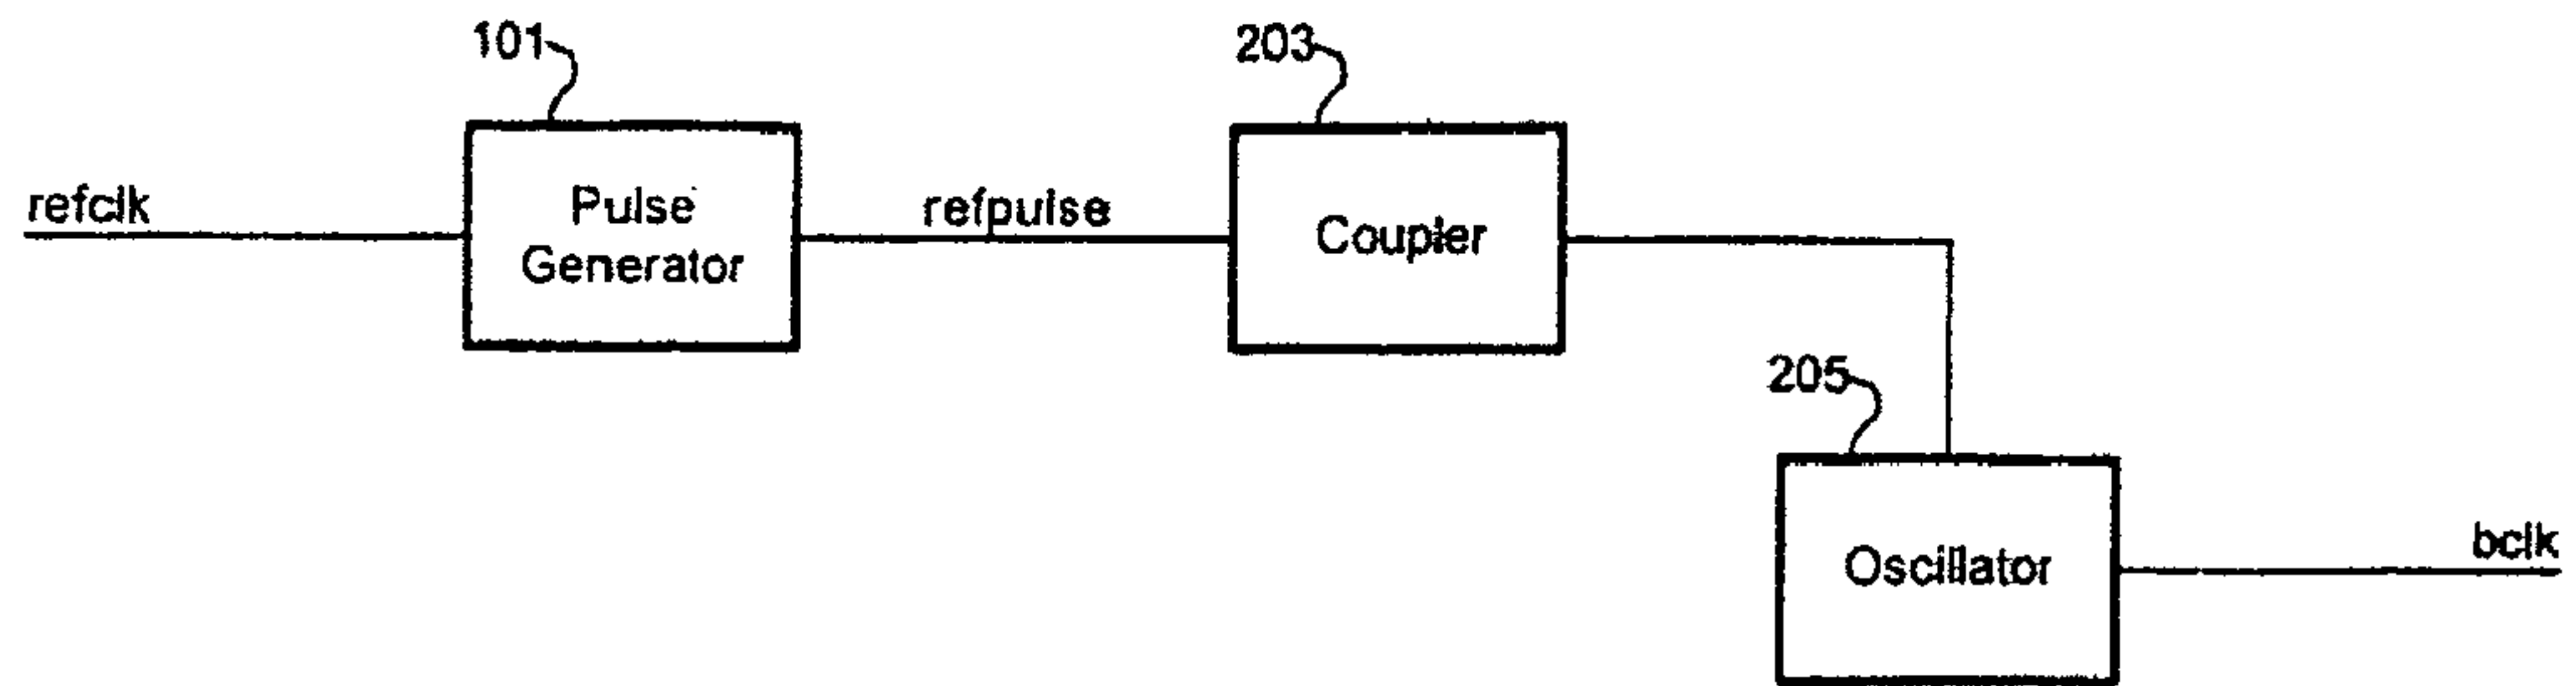 101
203
refclk
Pulse
Generator
refpulse
Coupler
205
Oscillator
bclk